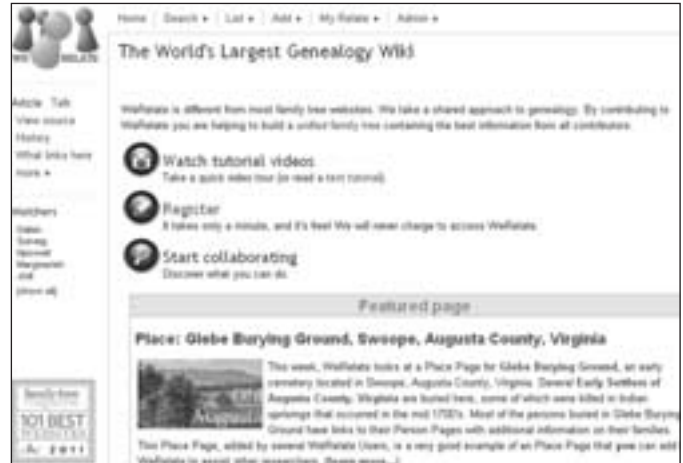 Home Search List Add My Relate Admin
WE RELATE
The World's Largest Genealogy Wiki
Article Talk
View source
History
What links here
more
WeRelate is different from most family tree websites. We take a shared approach to genealogy. By contributing to
WeRelate you are helping to build a unified family tree containing the best information from all contributors.
Watch tutorial videos
Take a quick video tour (or read a text tutorial).
Register
It takes only a minute, and it's free! We will never charge to access WeRelate.
Start collaborating
Discover what you can do.
Watchers
[show all]
Featured page
Place: Glebe Burying Ground, Swoope, Augusta County, Virginia
This week, WeRelate looks at a Place Page for Glebe Burying Ground, an early
cemetery located in Swoope, Augusta County, Virginia. Several Early Settlers of
Augusta County, Virginia are buried here, some of which were killed in Indian
uprisings that occurred in the mid 1700's. Most of the persons buried in Glebe Burying
Ground have links to their Person Pages with additional information on their families.
This Place Page, added by several WeRelate Users, is a very good example of an Place Page that you can add
WeRelate to assist other researchers.
family tree
101 BEST
2011